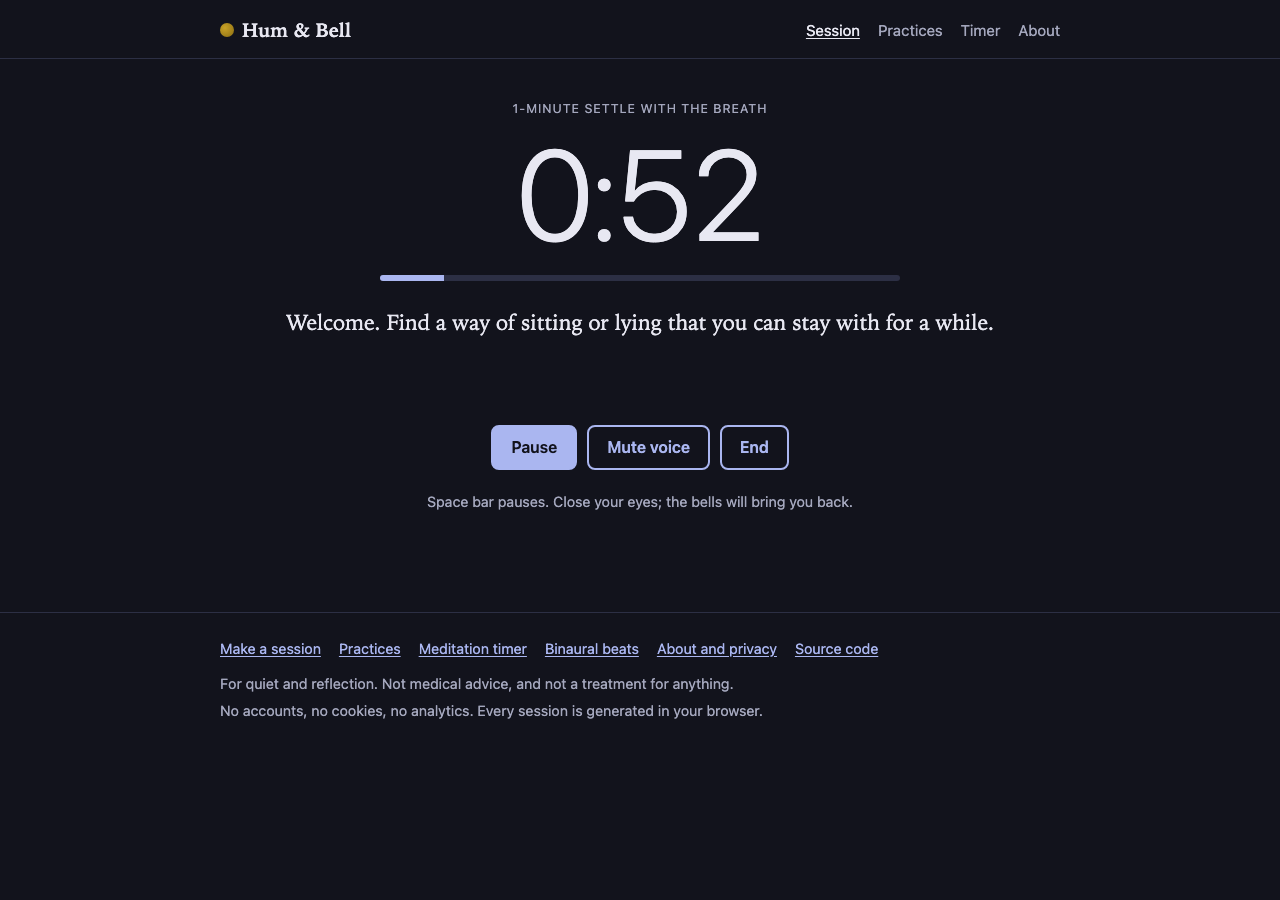 Hum & Bell
Session Practices Timer About
1-MINUTE SETTLE WITH THE BREATH
0:52
Welcome. Find a way of sitting or lying that you can stay with for a while.
Pause Mute voice End
Space bar pauses. Close your eyes; the bells will bring you back.
Make a session Practices Meditation timer Binaural beats About and privacy Source code
For quiet and reflection. Not medical advice, and not a treatment for anything.
No accounts, no cookies, no analytics. Every session is generated in your browser.